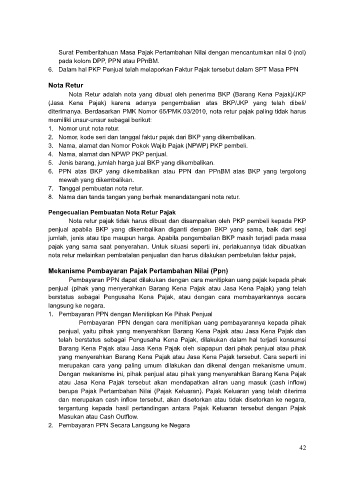 Surat Pemberitahuan Masa Pajak Pertambahan Nilai dengan mencantumkan nilai 0 (nol)
pada kolom DPP, PPN atau PPnBM.
6. Dalam hal PKP Penjual telah melaporkan Faktur Pajak tersebut dalam SPT Masa PPN
Nota Retur
Nota Retur adalah nota yang dibuat oleh penerima BKP (Barang Kena Pajak)/JKP
(Jasa Kena Pajak) karena adanya pengembalian atas BKP/JKP yang telah dibeli/
diterimanya. Berdasarkan PMK Nomor 65/PMK.03/2010, nota retur pajak paling tidak harus
memiliki unsur-unsur sebagai berikut:
1. Nomor urut nota retur.
2. Nomor, kode seri dan tanggal faktur pajak dari BKP yang dikembalikan.
3. Nama, alamat dan Nomor Pokok Wajib Pajak (NPWP) PKP pembeli.
4. Nama, alamat dan NPWP PKP penjual.
5. Jenis barang, jumlah harga jual BKP yang dikembalikan.
6. PPN atas BKP yang dikembalikan atau PPN dan PPnBM atas BKP yang tergolong
mewah yang dikembalikan.
7. Tanggal pembuatan nota retur.
8. Nama dan tanda tangan yang berhak menandatangani nota retur.
Pengecualian Pembuatan Nota Retur Pajak
Nota retur pajak tidak harus dibuat dan disampaikan oleh PKP pembeli kepada PKP
penjual apabila BKP yang dikembalikan diganti dengan BKP yang sama, baik dari segi
jumlah, jenis atau tipe maupun harga. Apabila pengembalian BKP masih terjadi pada masa
pajak yang sama saat penyerahan. Untuk situasi seperti ini, perlakuannya tidak dibuatkan
nota retur melainkan pembatalan penjualan dan harus dilakukan pembetulan faktur pajak.
Mekanisme Pembayaran Pajak Pertambahan Nilai (Ppn)
Pembayaran PPN dapat dilakukan dengan cara menitipkan uang pajak kepada pihak
penjual (pihak yang menyerahkan Barang Kena Pajak atau Jasa Kena Pajak) yang telah
berstatus sebagai Pengusaha Kena Pajak, atau dengan cara membayarkannya secara
langsung ke negara.
1. Pembayaran PPN dengan Menitipkan Ke Pihak Penjual
Pembayaran PPN dengan cara menitipkan uang pembayarannya kepada pihak
penjual, yaitu pihak yang menyerahkan Barang Kena Pajak atau Jasa Kena Pajak dan
telah berstatus sebagai Pengusaha Kena Pajak, dilakukan dalam hal terjadi konsumsi
Barang Kena Pajak atau Jasa Kena Pajak oleh siapapun dari pihak penjual atau pihak
yang menyerahkan Barang Kena Pajak atau Jasa Kena Pajak tersebut. Cara seperti ini
merupakan cara yang paling umum dilakukan dan dikenal dengan mekanisme umum.
Dengan mekanisme ini, pihak penjual atau pihak yang menyerahkan Barang Kena Pajak
atau Jasa Kena Pajak tersebut akan mendapatkan aliran uang masuk (cash inflow)
berupa Pajak Pertambahan Nilai (Pajak Keluaran). Pajak Keluaran yang telah diterima
dan merupakan cash inflow tersebut, akan disetorkan atau tidak disetorkan ke negara,
tergantung kepada hasil pertandingan antara Pajak Keluaran tersebut dengan Pajak
Masukan atau Cash Outflow.
2. Pembayaran PPN Secara Langsung ke Negara
42